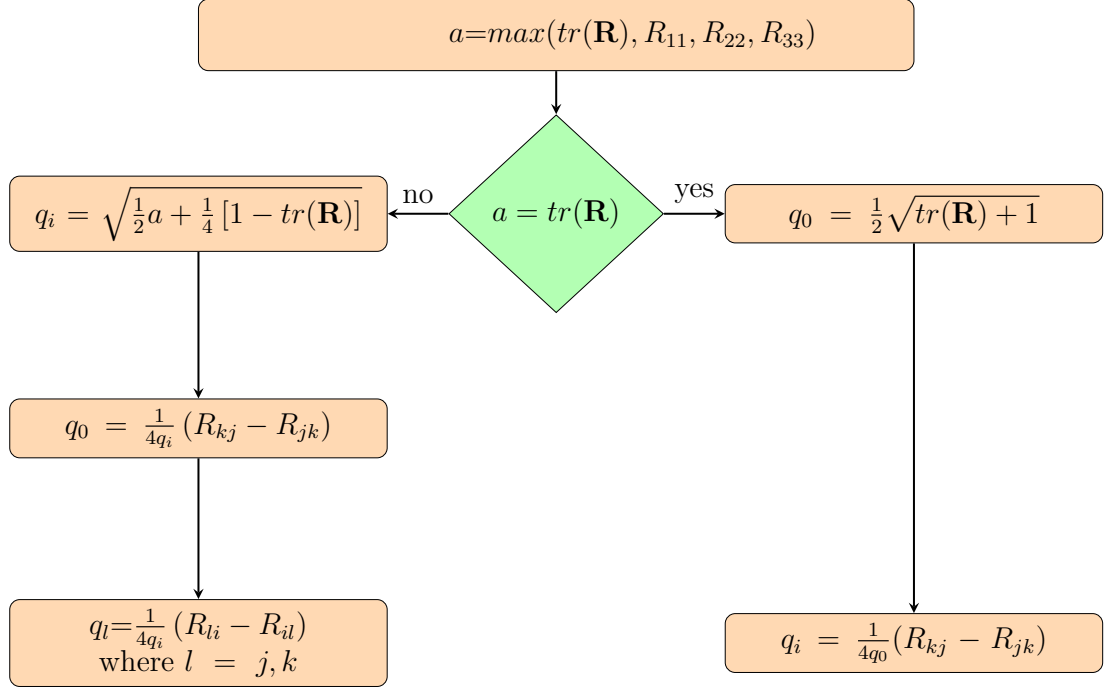 a=max(tr(𝐑), R₁₁, R₂₂, R₃₃)
no
yes
qᵢ = √(½a + ¼[1 − tr(𝐑)])
a = tr(𝐑)
q₀ = ½√(tr(𝐑) + 1)
q₀ = 1/(4qᵢ) (Rₖⱼ − Rⱼₖ)
qₗ=1/(4qᵢ) (Rₗᵢ − Rᵢₗ)
where l = j, k
qᵢ = 1/(4q₀) (Rₖⱼ − Rⱼₖ)